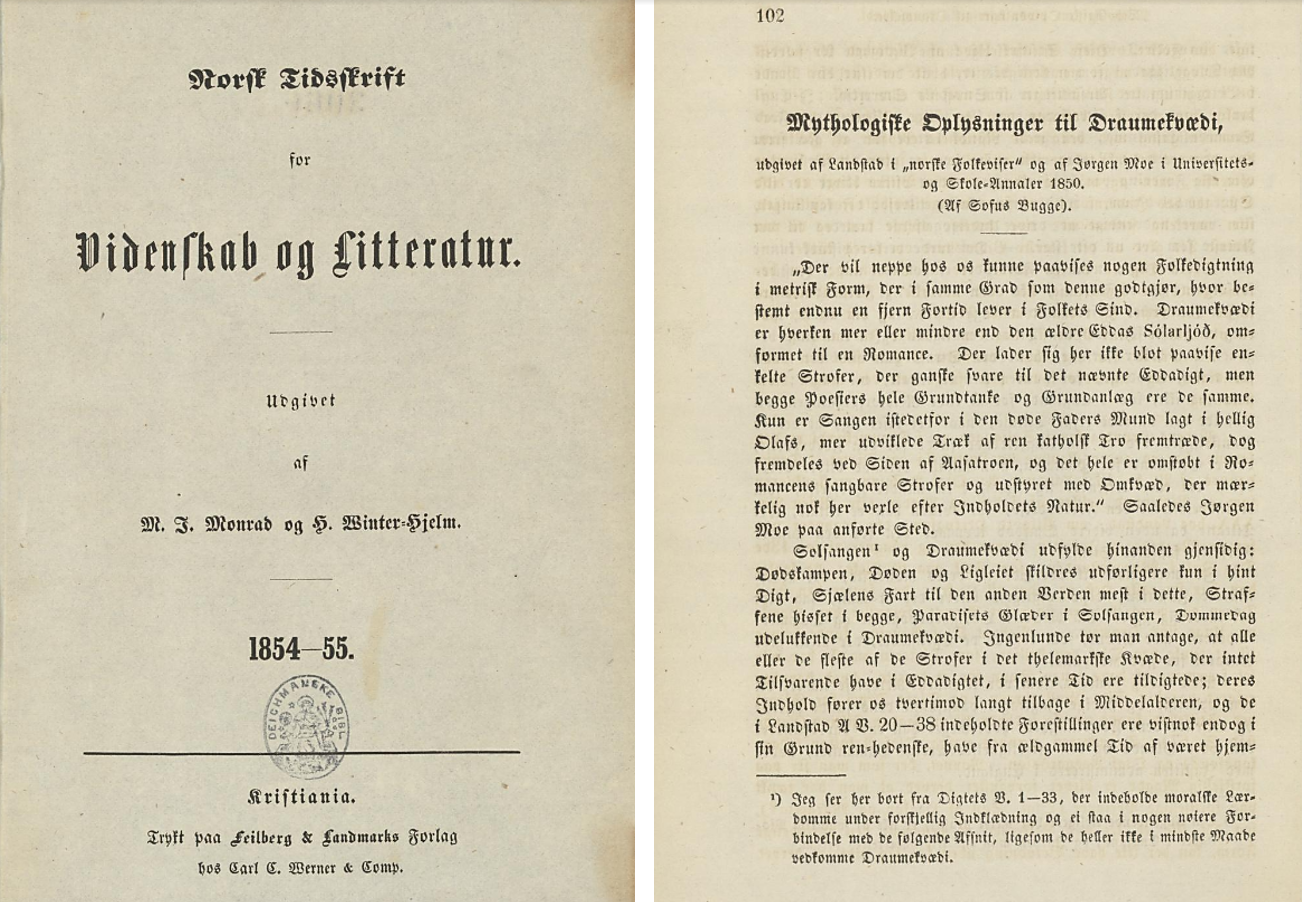 Norsk Tidsskrift
for
Videnskab og Litteratur.
Udgivet
af
M. J. Monrad og H. Winter-Hjelm.
1854—55.
DEICHMANSKE BIBL
Kristiania.
Trykt paa Feilberg & Landmarks Forlag
hos Carl C. Werner & Comp.
102
Mythologiske Oplysninger til Draumekvædi,
udgivet af Landstad i „norske Folkeviser“ og af Jørgen Moe i Universitets-
og Skole-Annaler 1850.
(Af Sofus Bugge).
„Der vil neppe hos os kunne paavises nogen Folkedigtning
i metrisk Form, der i samme Grad som denne godtgjør, hvor be-
stemt endnu en fjern Fortid lever i Folkets Sind. Draumekvædi
er hverken mer eller mindre end den ældre Eddas Sólarljóð, om-
formet til en Romance. Der lader sig her ikke blot paavise en-
kelte Strofer, der ganske svare til det nævnte Eddadigt, men
begge Poesiers hele Grundtanke og Grundanlæg ere de samme.
Kun er Sangen istedetfor i den døde Faders Mund lagt i hellig
Olafs, mer udviklede Træk af ren katholsk Tro fremtræde, dog
fremdeles ved Siden af Aasatroen, og det hele er omstøbt i Ro-
mancens sangbare Strofer og udstyret med Omkvæd, der mær-
kelig nok her vexle efter Indholdets Natur.“ Saaledes Jørgen
Moe paa anførte Sted.
Solsangen¹ og Draumekvædi udfylde hinanden gjensidig:
Dødskampen, Døden og Ligleiet skildres udførligere kun i hint
Digt, Sjælens Fart til den anden Verden mest i dette, Straf-
fene hisset i begge, Paradisets Glæder i Solsangen, Dommedag
udelukkende i Draumekvædi. Ingenlunde tør man antage, at alle
eller de fleste af de Strofer i det thelemarkske Kvæde, der intet
Tilsvarende have i Eddadigtet, i senere Tid ere tildigtede; deres
Indhold fører os tvertimod langt tilbage i Middelalderen, og de
i Landstad A V. 20—38 indeholdte Forestillinger ere vistnok endog i
sin Grund ren-hedenske, have fra ældgammel Tid af været hjem-
¹) Jeg ser her bort fra Digtets V. 1—33, der indeholde moralske Lær-
domme under forskjellig Indklædning og ei staa i nogen nøiere For-
bindelse med de følgende Afsnit, ligesom de heller ikke i mindste Maade
vedkomme Draumekvædi.